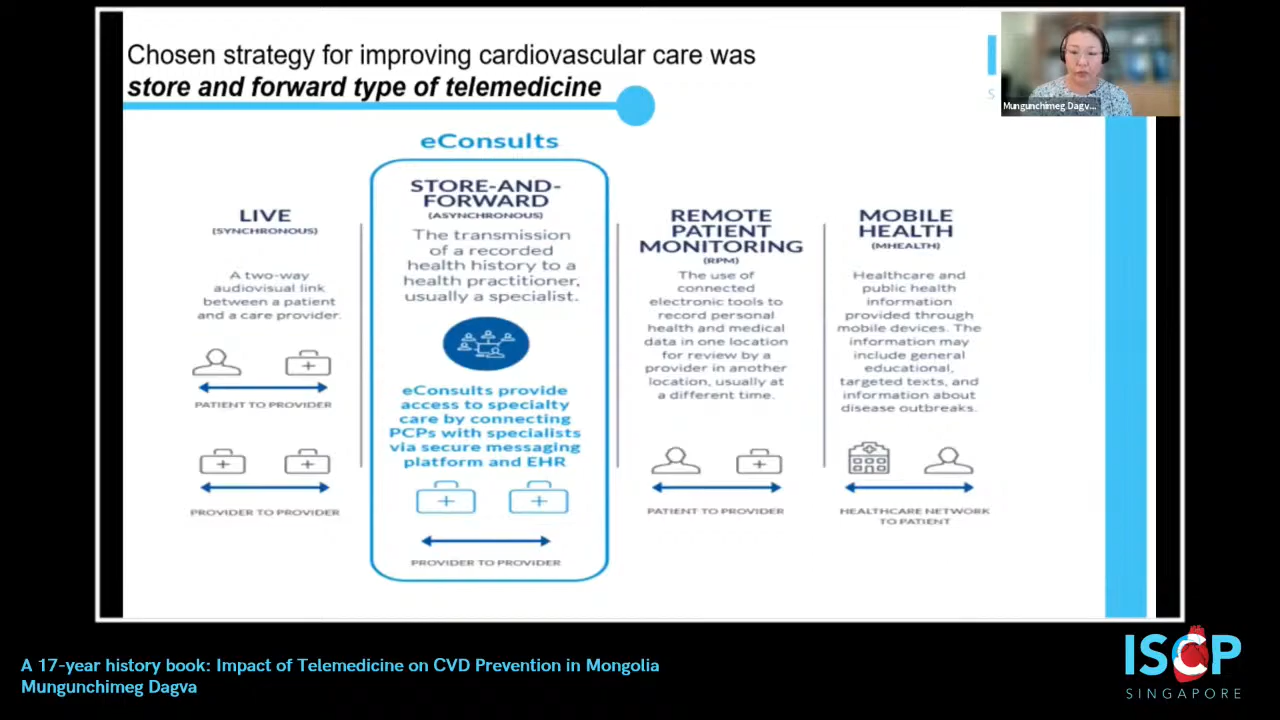 Chosen strategy for improving cardiovascular care was
store and forward type of telemedicine
Mungunchimeg Dagv...
eConsults
LIVE
(SYNCHRONOUS)
A two-way
audiovisual link
between a patient
and a care provider.
PATIENT TO PROVIDER
PROVIDER TO PROVIDER
STORE-AND-
FORWARD
(ASYNCHRONOUS)
The transmission
of a recorded
health history to a
health practitioner,
usually a specialist.
eConsults provide
access to specialty
care by connecting
PCPs with specialists
via secure messaging
platform and EHR
PROVIDER TO PROVIDER
REMOTE
PATIENT
MONITORING
(RPM)
The use of
connected
electronic tools to
record personal
health and medical
data in one location
for review by a
provider in another
location, usually at
a different time.
PATIENT TO PROVIDER
MOBILE
HEALTH
(MHEALTH)
Healthcare and
public health
information
provided through
mobile devices. The
information may
include general
educational,
targeted texts, and
information about
disease outbreaks.
HEALTHCARE NETWORK
TO PATIENT
A 17-year history book: Impact of Telemedicine on CVD Prevention in Mongolia
Mungunchimeg Dagva
ISCP
SINGAPORE